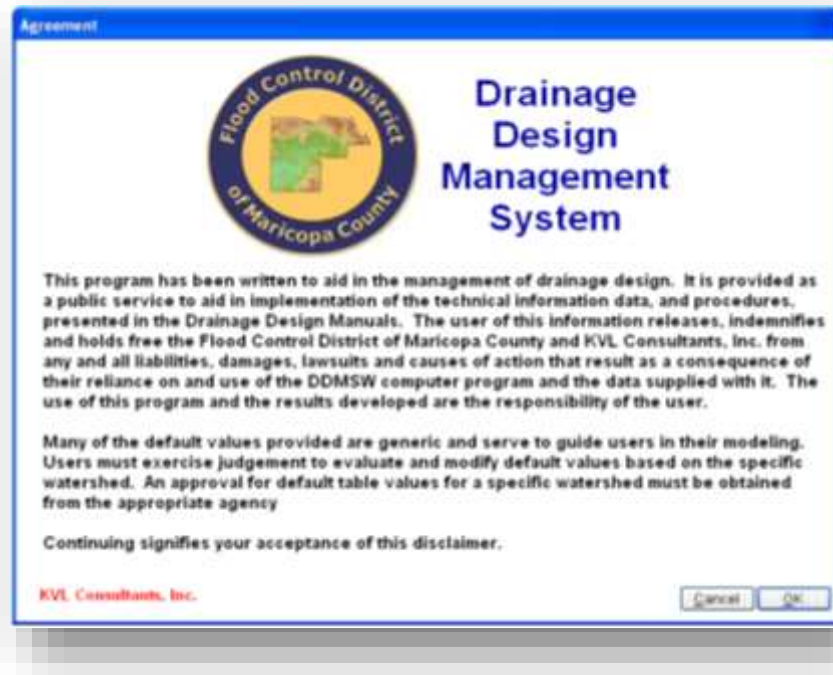 Agreement
Flood Control District
of Maricopa County
Drainage
Design
Management
System
This program has been written to aid in the management of drainage design. It is provided as
a public service to aid in implementation of the technical information data, and procedures,
presented in the Drainage Design Manuals. The user of this information releases, indemnifies
and holds free the Flood Control District of Maricopa County and KVL Consultants, Inc. from
any and all liabilities, damages, lawsuits and causes of action that result as a consequence of
their reliance on and use of the DDMSW computer program and the data supplied with it. The
use of this program and the results developed are the responsibility of the user.
Many of the default values provided are generic and serve to guide users in their modeling.
Users must exercise judgement to evaluate and modify default values based on the specific
watershed. An approval for default table values for a specific watershed must be obtained
from the appropriate agency
Continuing signifies your acceptance of this disclaimer.
KVL Consultants, Inc.
Cancel OK